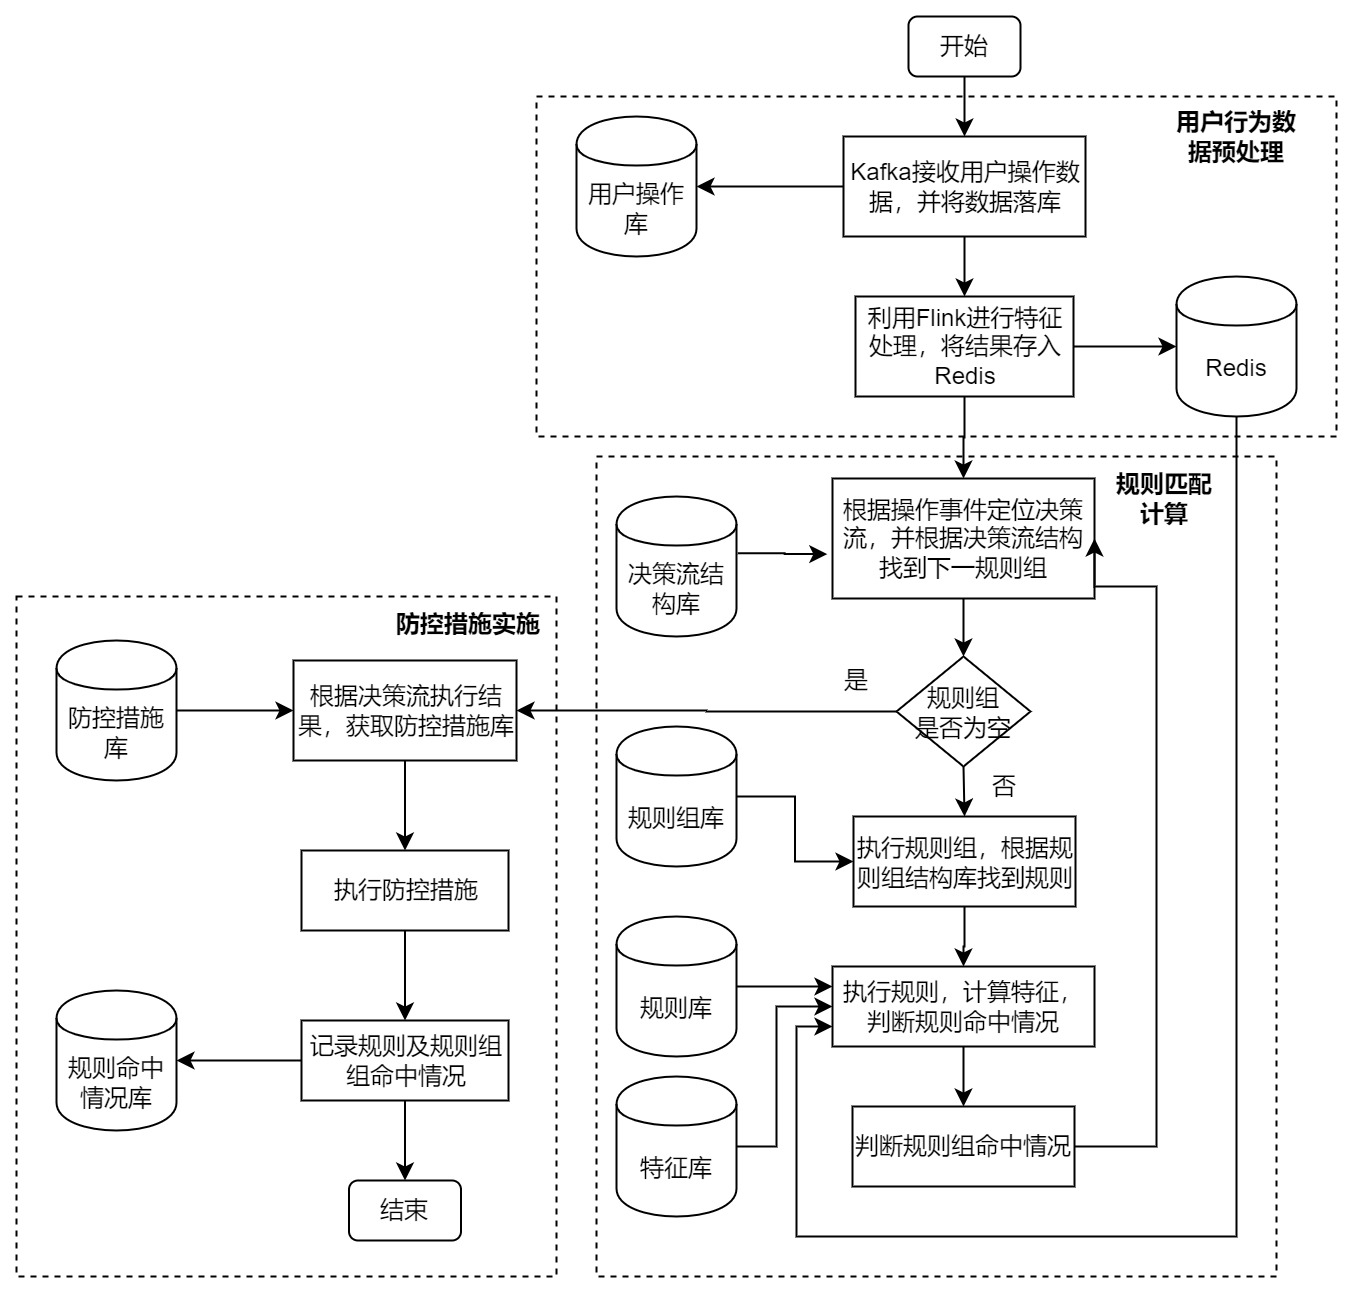 开始
用户行为数
据预处理
Kafka接收用户操作数
据，并将数据落库
用户操作
库
利用Flink进行特征
处理，将结果存入
Redis
Redis
规则匹配
计算
根据操作事件定位决策
流，并根据决策流结构
找到下一规则组
决策流结
构库
防控措施实施
是
规则组
是否为空
根据决策流执行结
果，获取防控措施库
防控措施
库
否
规则组库
执行规则组，根据规
则组结构库找到规则
执行防控措施
规则库
执行规则，计算特征，
判断规则命中情况
记录规则及规则组
组命中情况
规则命中
情况库
特征库
判断规则组命中情况
结束